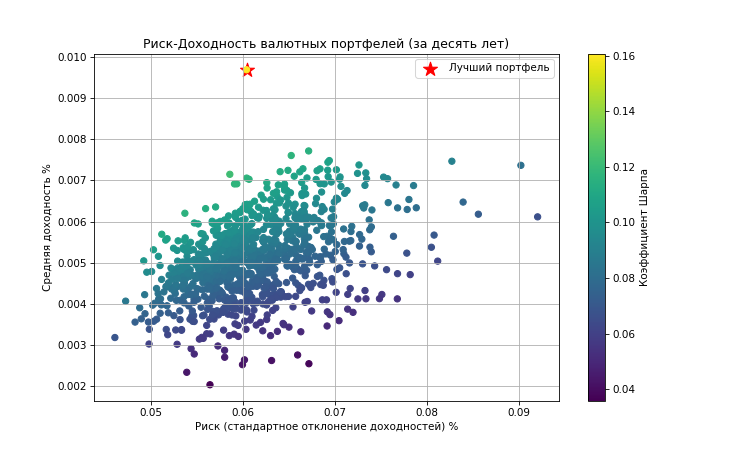 Риск-Доходность валютных портфелей (за десять лет)
Лучший портфель
Средняя доходность %
0.010
0.009
0.008
0.007
0.006
0.005
0.004
0.003
0.002
0.05 0.06 0.07 0.08 0.09
Риск (стандартное отклонение доходностей) %
0.16
0.14
0.12
0.10
0.08
0.06
0.04
Коэффициент Шарпа